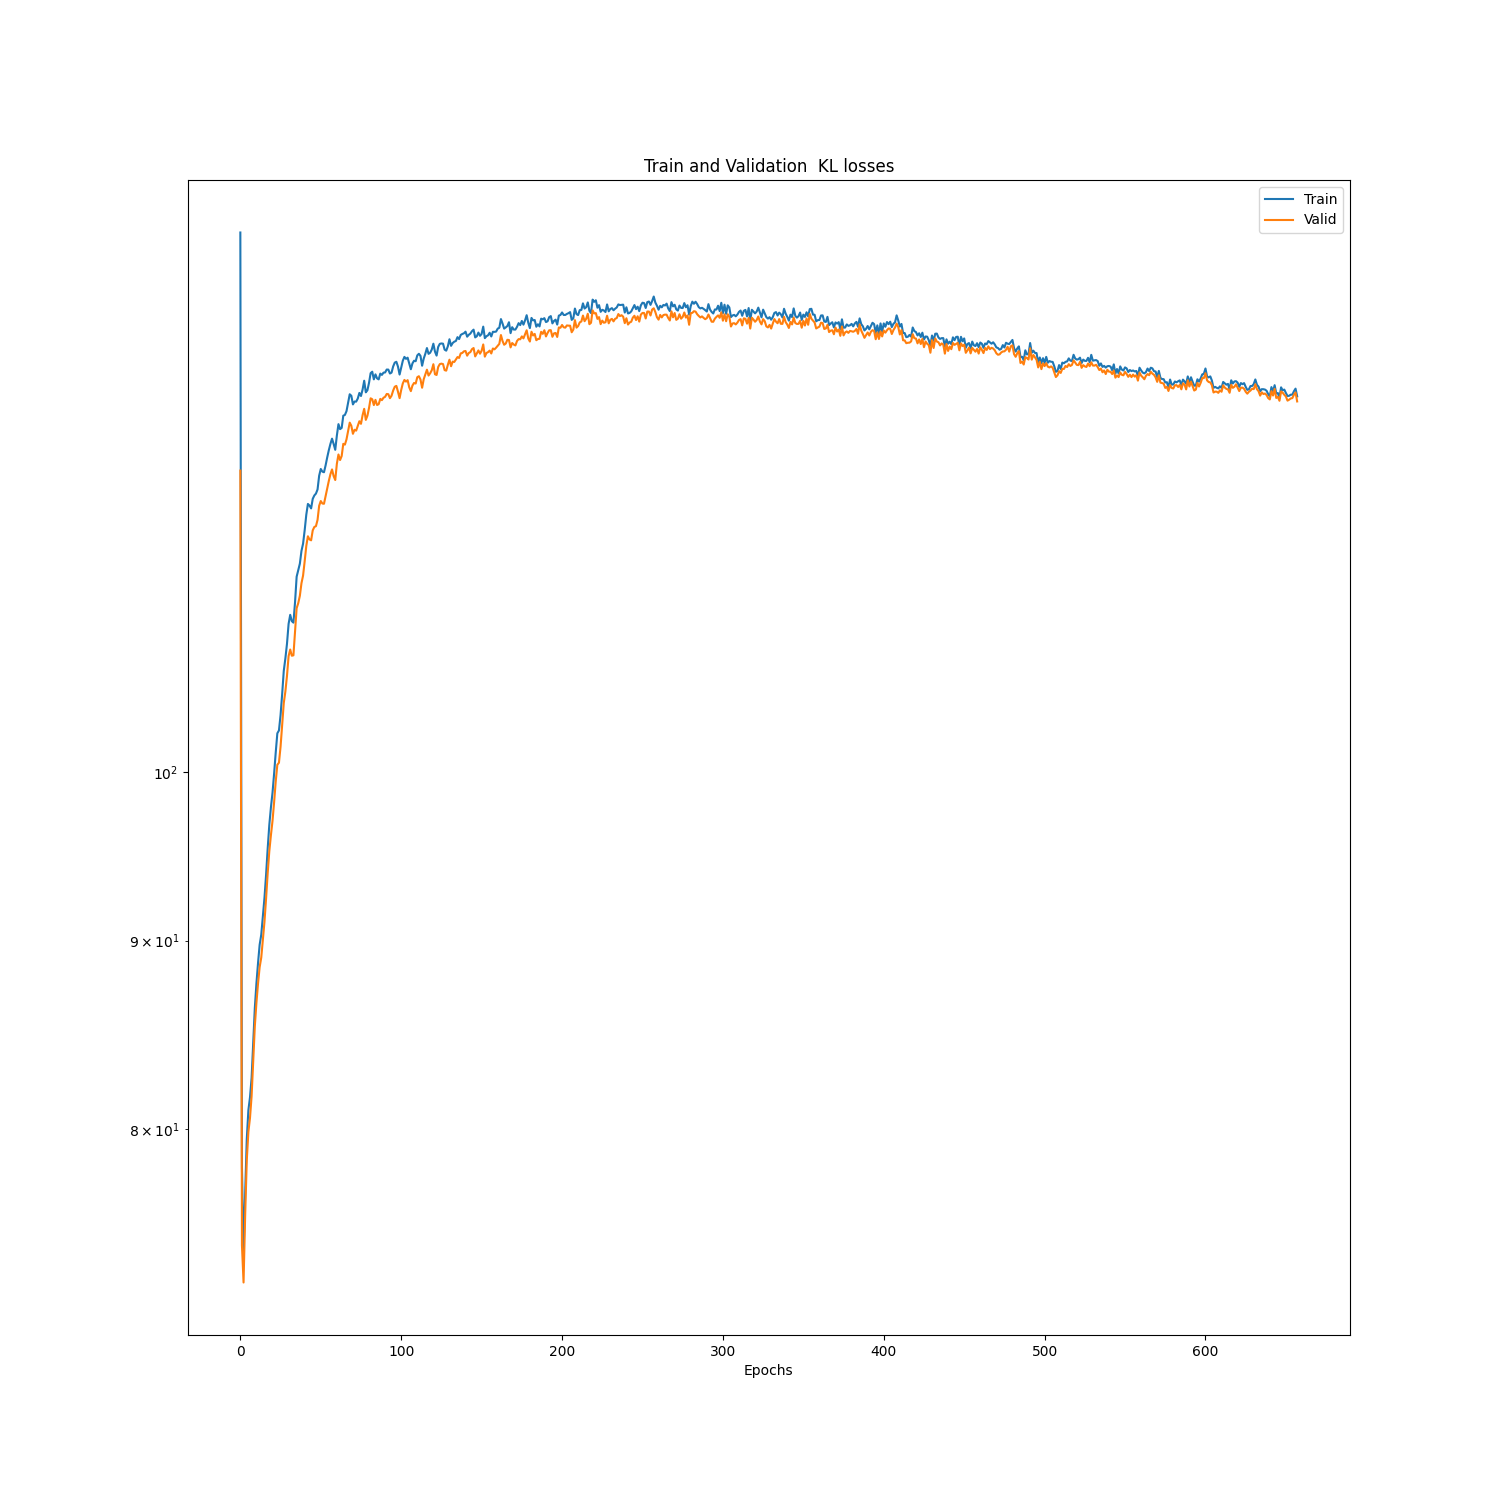 Train and Validation  KL losses
Train
Valid
10²
9 × 10¹
8 × 10¹
0 100 200 300 400 500 600
Epochs